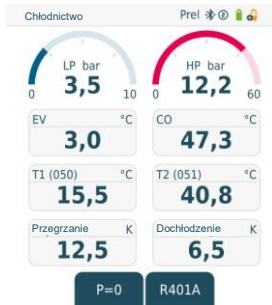 Chłodnictwo Prel
LP bar HP bar
3,5 12,2
0 10 0 60
EV °C CO °C
3,0 47,3
T1 (050) °C T2 (051) °C
15,5 40,8
Przegrzanie K Dochłodzenie K
12,5 6,5
P=0 R401A